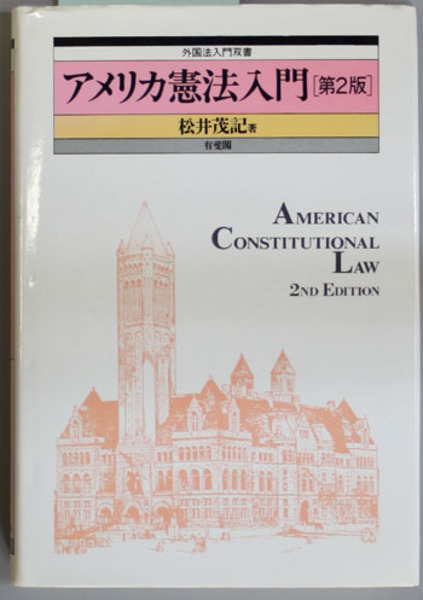 外国法入門双書
アメリカ憲法入門[第2版]
松井茂記著
有斐閣
AMERICAN
CONSTITUTIONAL
LAW
2ND EDITION